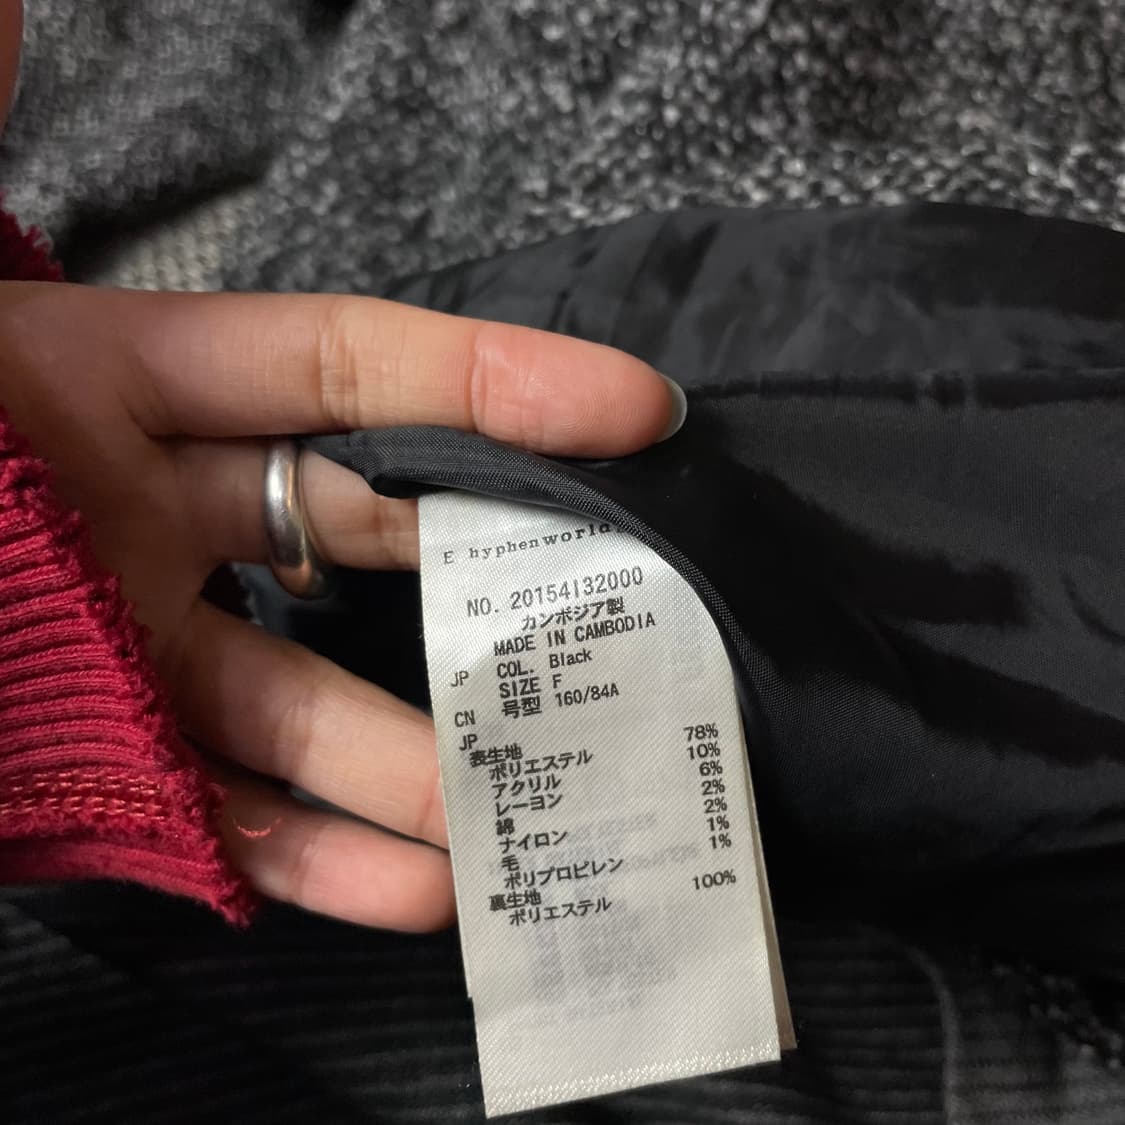 E hyphenworld
NO. 20154132000
カンボジア製
MADE IN CAMBODIA
COL. Black
JP SIZE F
CN 号型 160/84A
JP
表生地
ポリエステル 78%
アクリル 10%
レーヨン 6%
綿 2%
ナイロン 2%
毛 1%
ポリプロピレン 1%
裏生地
ポリエステル 100%